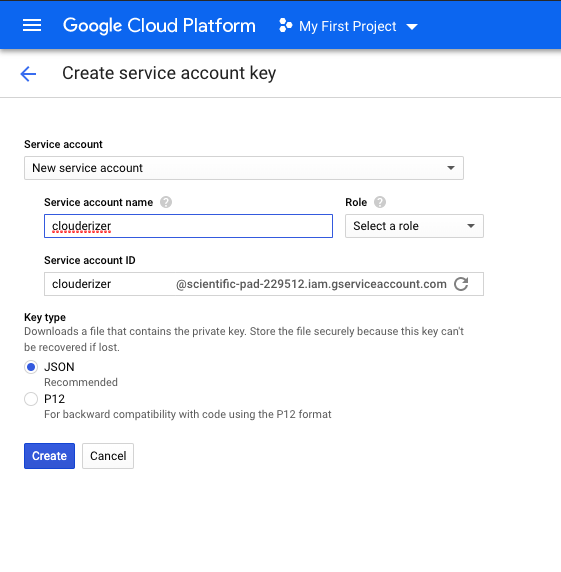 Google Cloud Platform My First Project
Create service account key
Service account
New service account
Service account name Role
clouderizer Select a role
Service account ID
clouderizer @scientific-pad-229512.iam.gserviceaccount.com
Key type
Downloads a file that contains the private key. Store the file securely because this key can't
be recovered if lost.
JSON
Recommended
P12
For backward compatibility with code using the P12 format
Create Cancel